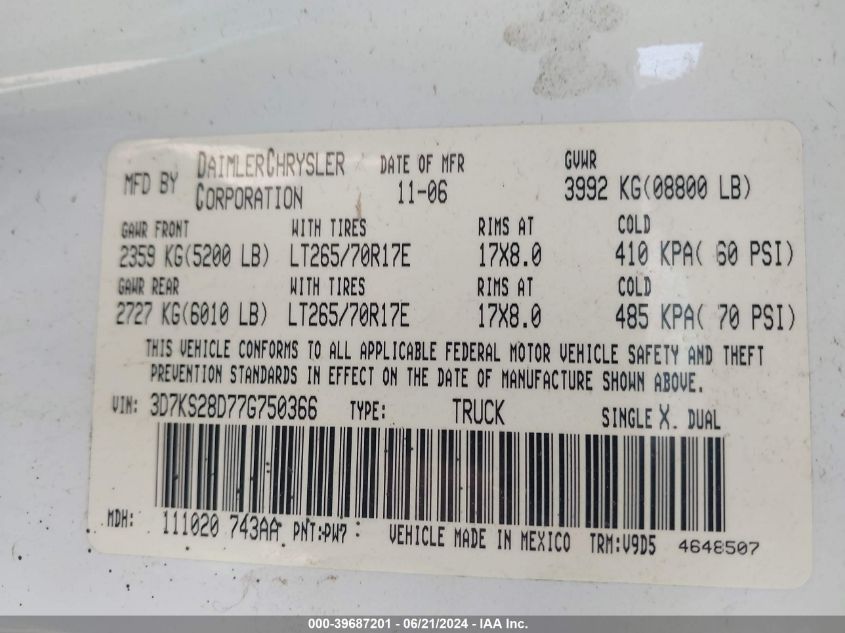 MFD BY DAIMLERCHRYSLER CORPORATION DATE OF MFR 11-06 GVWR 3992 KG(08800 LB)
GAWR FRONT WITH TIRES RIMS AT COLD
2359 KG(5200 LB) LT265/70R17E 17X8.0 410 KPA( 60 PSI)
GAWR REAR WITH TIRES RIMS AT COLD
2727 KG(6010 LB) LT265/70R17E 17X8.0 485 KPA( 70 PSI)
THIS VEHICLE CONFORMS TO ALL APPLICABLE FEDERAL MOTOR VEHICLE SAFETY AND THEFT
PREVENTION STANDARDS IN EFFECT ON THE DATE OF MANUFACTURE SHOWN ABOVE.
VIN: 3D7KS28D77G750366 TYPE: TRUCK SINGLE X. DUAL
MDH: 111020 743AA PNT:PW7 VEHICLE MADE IN MEXICO TRM:V9D5 4648507
000-39687201 - 06/21/2024 - IAA Inc.